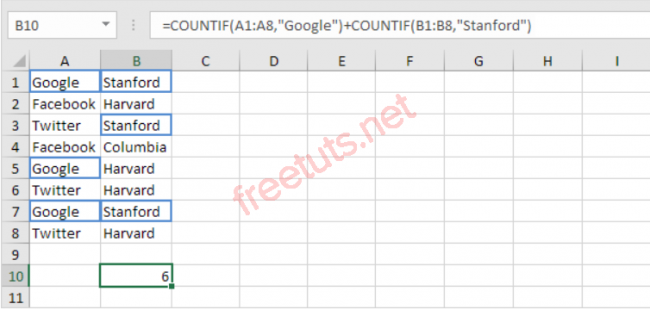 B10 =COUNTIF(A1:A8,"Google")+COUNTIF(B1:B8,"Stanford")
A B C D E F G H I
1 Google Stanford
2 Facebook Harvard
3 Twitter Stanford
4 Facebook Columbia
5 Google Harvard
6 Twitter Harvard
7 Google Stanford
8 Twitter Harvard
9
10 6
11
freetuts.net